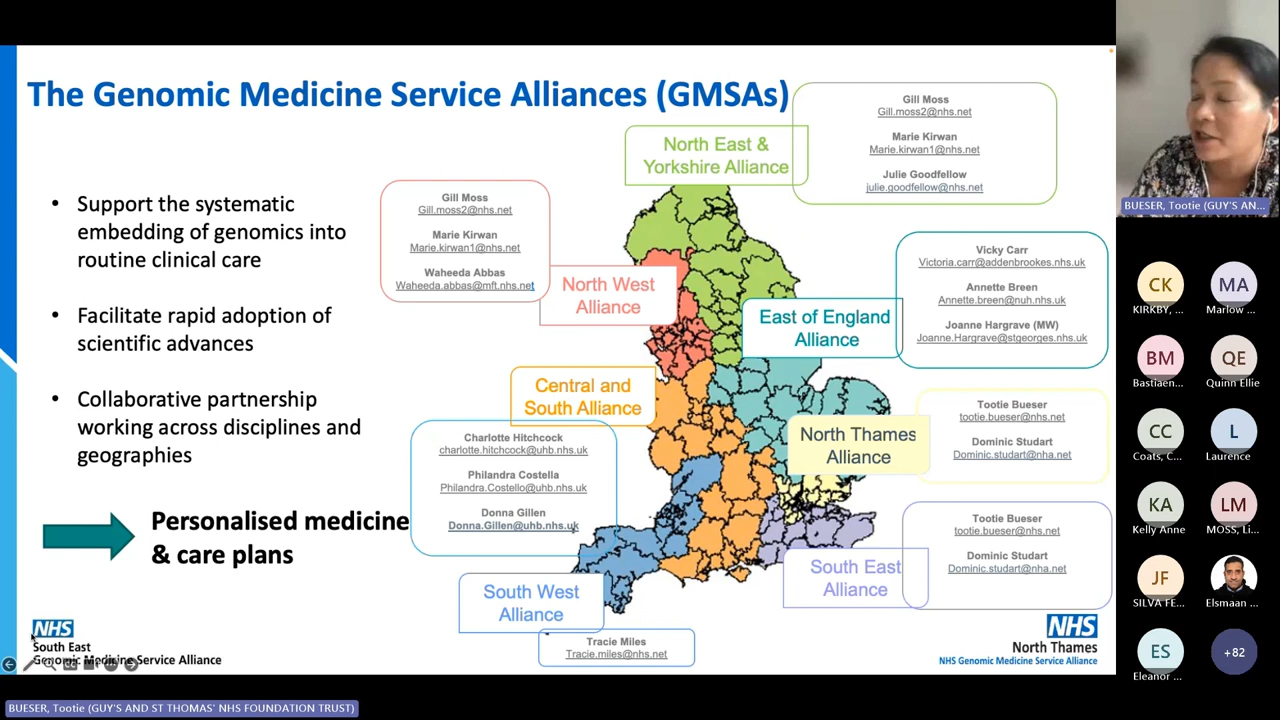 The Genomic Medicine Service Alliances (GMSAs)
• Support the systematic
embedding of genomics into
routine clinical care
• Facilitate rapid adoption of
scientific advances
• Collaborative partnership
working across disciplines and
geographies
Personalised medicine
& care plans
North East &
Yorkshire Alliance
Gill Moss
Gill.moss2@nhs.net
Marie Kirwan
Marie.kirwan1@nhs.net
Julie Goodfellow
julie.goodfellow@nhs.net
Gill Moss
Gill.moss2@nhs.net
Marie Kirwan
Marie.kirwan1@nhs.net
Waheeda Abbas
Waheeda.abbas@mft.nhs.net
North West
Alliance
Vicky Carr
Victoria.carr@addenbrookes.nhs.uk
Annette Breen
Annette.breen@nuh.nhs.uk
Joanne Hargrave (MW)
Joanne.Hargrave@stgeorges.nhs.uk
East of England
Alliance
Central and
South Alliance
Charlotte Hitchcock
charlotte.hitchcock@uhb.nhs.uk
Philandra Costella
Philandra.Costello@uhb.nhs.uk
Donna Gillen
Donna.Gillen@uhb.nhs.uk
North Thames
Alliance
Tootie Bueser
tootie.bueser@nhs.net
Dominic Studart
Dominic.studart@nha.net
South East
Alliance
Tootie Bueser
tootie.bueser@nhs.net
Dominic Studart
Dominic.studart@nha.net
South West
Alliance
Tracie Miles
Tracie.miles@nhs.net
NHS
South East
Genomic Medicine Service Alliance
NHS
North Thames
NHS Genomic Medicine Service Alliance
BUESER, Tootie (GUY'S AN...
CK
KIRKBY, ...
MA
Marlow ...
BM
Bastiaen...
QE
Quinn Ellie
CC
Coats, C...
L
Laurence
KA
Kelly Anne
LM
MOSS, Li...
JF
SILVA FE...
Elsmaan ...
ES
Eleanor ...
+82
BUESER, Tootie (GUY'S AND ST THOMAS' NHS FOUNDATION TRUST)